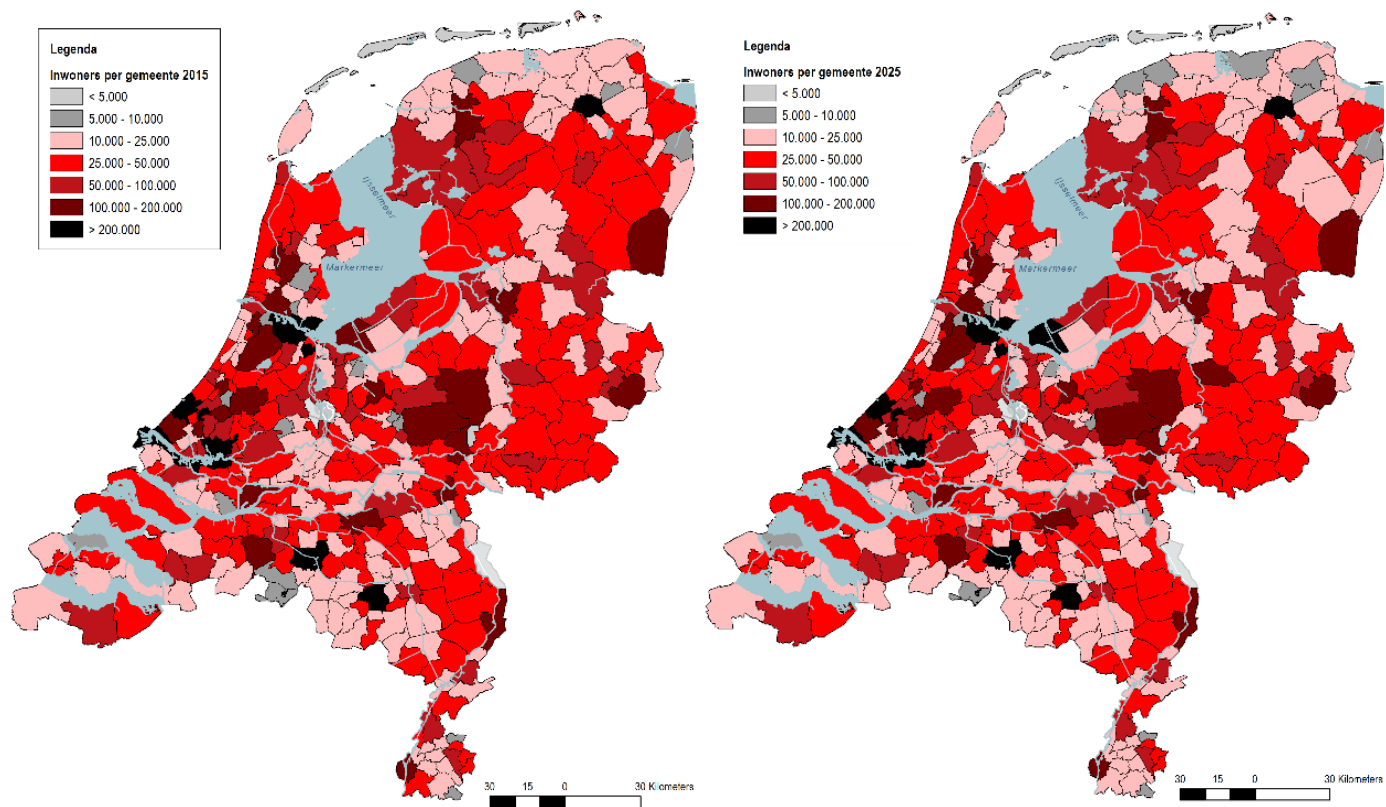 Legenda
Inwoners per gemeente 2015
< 5.000
5.000 - 10.000
10.000 - 25.000
25.000 - 50.000
50.000 - 100.000
100.000 - 200.000
> 200.000
Ijsselmeer
Markermeer
30 15 0 30 Kilometers
Legenda
Inwoners per gemeente 2025
< 5.000
5.000 - 10.000
10.000 - 25.000
25.000 - 50.000
50.000 - 100.000
100.000 - 200.000
> 200.000
Ijsselmeer
Markermeer
30 15 0 30 Kilometers